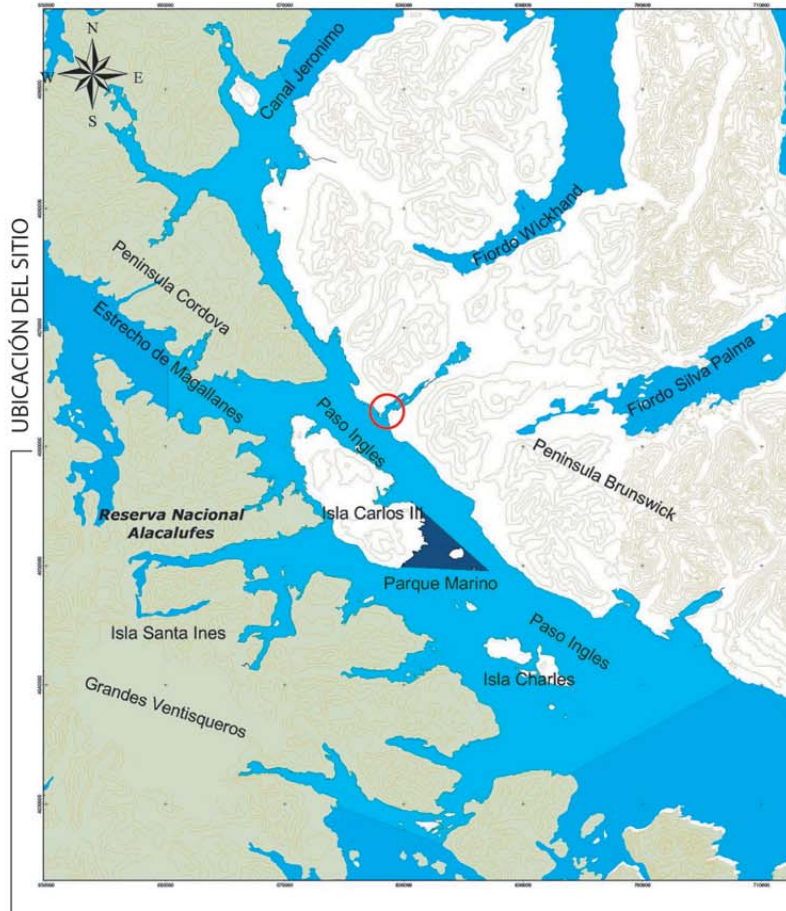 UBICACIÓN DEL SITIO
N
W
E
S
Canal Jeronimo
Fiordo Wickhand
Peninsula Cordova
Estrecho de Magallanes
Fiordo Silva Palma
Paso Ingles
Peninsula Brunswick
Isla Carlos III
Reserva Nacional
Alacalufes
Parque Marino
Isla Santa Ines
Paso Ingles
Isla Charles
Grandes Ventisqueros